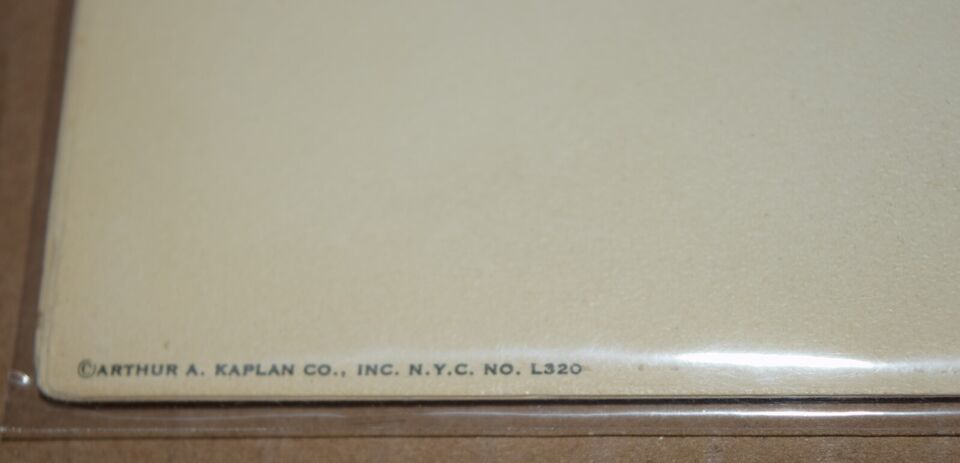 ©ARTHUR A. KAPLAN CO., INC. N.Y.C. NO. L320